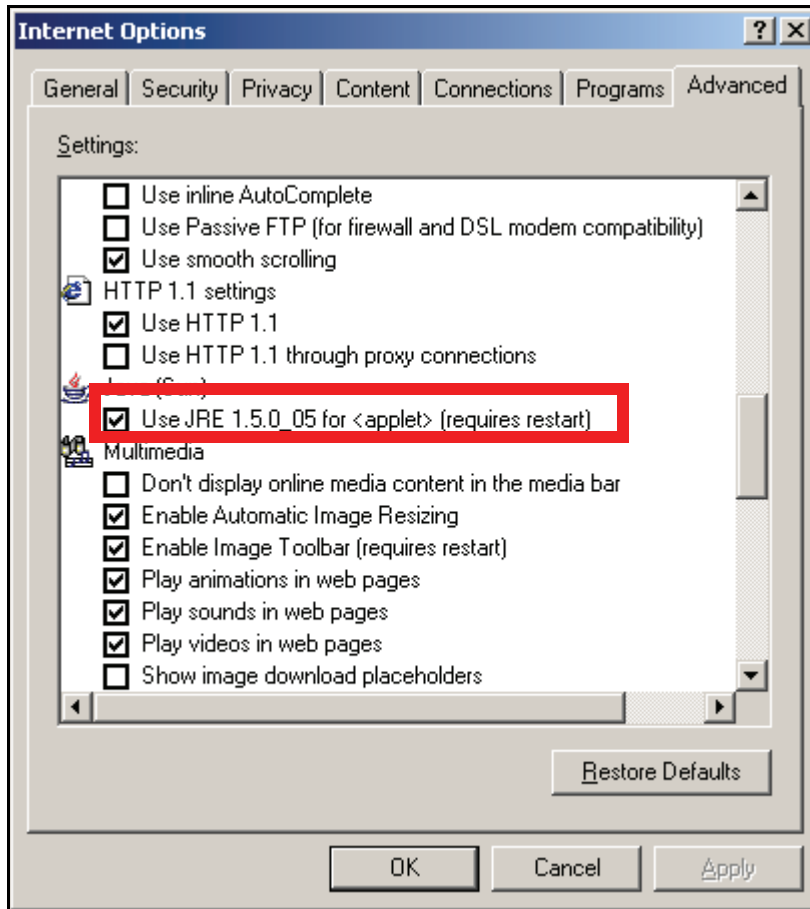 Internet Options
General Security Privacy Content Connections Programs Advanced
Settings:
Use inline AutoComplete
Use Passive FTP (for firewall and DSL modem compatibility)
Use smooth scrolling
HTTP 1.1 settings
Use HTTP 1.1
Use HTTP 1.1 through proxy connections
Java (Sun)
Use JRE 1.5.0_05 for <applet> (requires restart)
Multimedia
Don't display online media content in the media bar
Enable Automatic Image Resizing
Enable Image Toolbar (requires restart)
Play animations in web pages
Play sounds in web pages
Play videos in web pages
Show image download placeholders
Restore Defaults
OK Cancel Apply